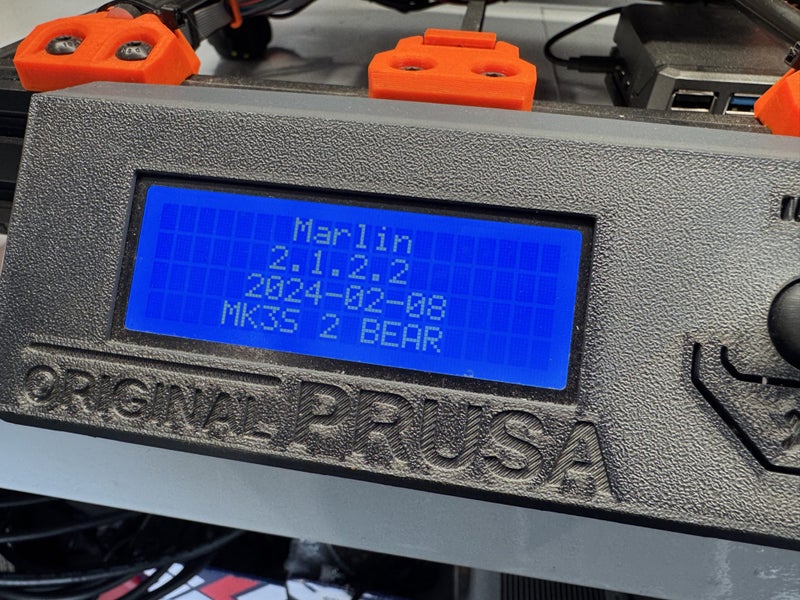 Marlin
2.1.2.2
2024-02-08
MK3S 2 BEAR
ORIGINAL PRUSA